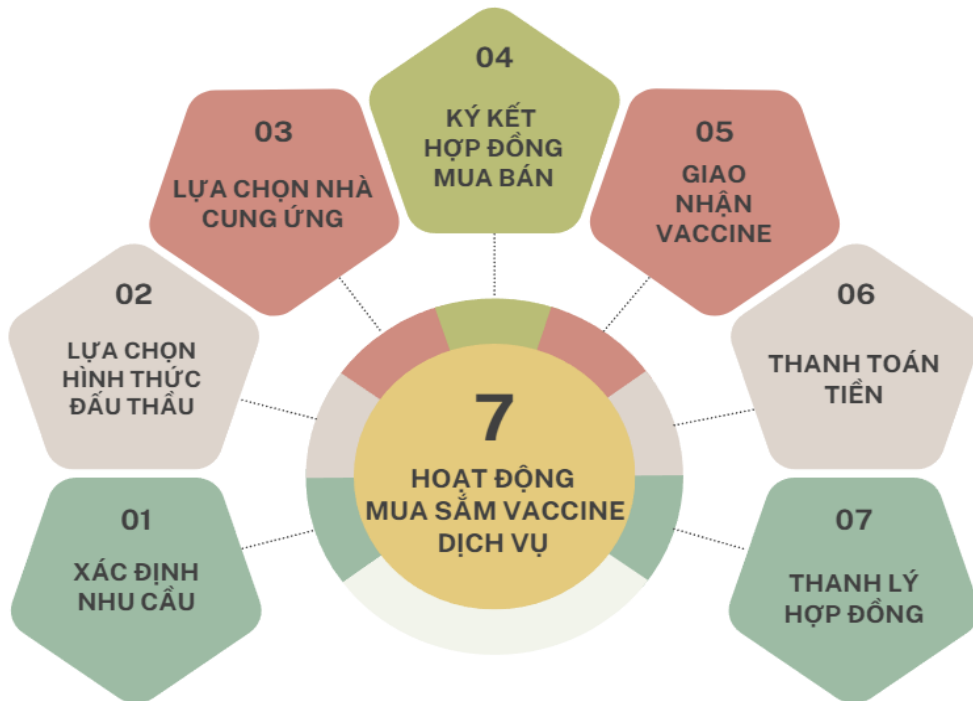 04
KÝ KẾT
HỢP ĐỒNG
MUA BÁN
03
LỰA CHỌN NHÀ
CUNG ỨNG
05
GIAO
NHẬN
VACCINE
02
LỰA CHỌN
HÌNH THỨC
ĐẤU THẦU
06
THANH TOÁN
TIỀN
7
HOẠT ĐỘNG
MUA SẮM VACCINE
DỊCH VỤ
01
XÁC ĐỊNH
NHU CẦU
07
THANH LÝ
HỢP ĐỒNG